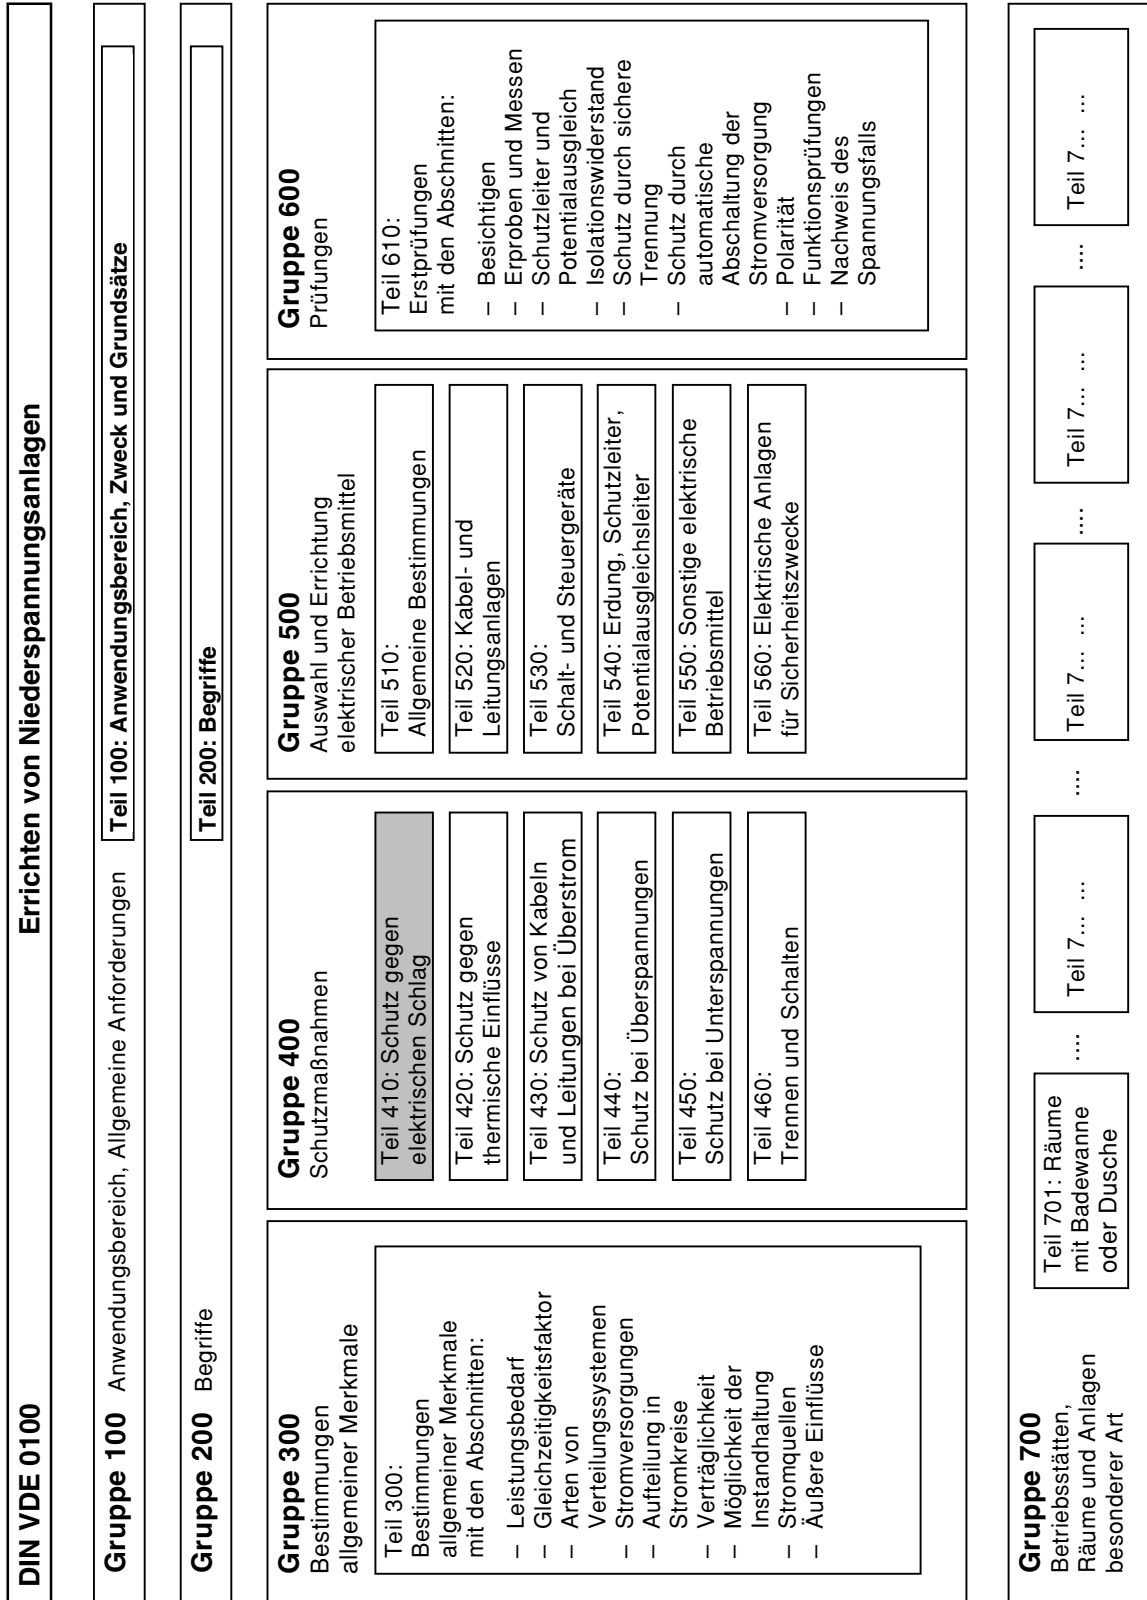 DIN VDE 0100 Errichten von Niederspannungsanlagen
Gruppe 100 Anwendungsbereich, Allgemeine Anforderungen
Teil 100: Anwendungsbereich, Zweck und Grundsätze
Gruppe 200 Begriffe
Teil 200: Begriffe
Gruppe 300
Bestimmungen
allgemeiner Merkmale
Teil 300:
Bestimmungen
allgemeiner Merkmale
mit den Abschnitten:
– Leistungsbedarf
– Gleichzeitigkeitsfaktor
– Arten von
Verteilungssystemen
– Stromversorgungen
– Aufteilung in
Stromkreise
– Verträglichkeit
– Möglichkeit der
Instandhaltung
– Stromquellen
– Äußere Einflüsse
Gruppe 400
Schutzmaßnahmen
Teil 410: Schutz gegen
elektrischen Schlag
Teil 420: Schutz gegen
thermische Einflüsse
Teil 430: Schutz von Kabeln
und Leitungen bei Überstrom
Teil 440:
Schutz bei Überspannungen
Teil 450:
Schutz bei Unterspannungen
Teil 460:
Trennen und Schalten
Gruppe 500
Auswahl und Errichtung
elektrischer Betriebsmittel
Teil 510:
Allgemeine Bestimmungen
Teil 520: Kabel- und
Leitungsanlagen
Teil 530:
Schalt- und Steuergeräte
Teil 540: Erdung, Schutzleiter,
Potentialausgleichsleiter
Teil 550: Sonstige elektrische
Betriebsmittel
Teil 560: Elektrische Anlagen
für Sicherheitszwecke
Gruppe 600
Prüfungen
Teil 610:
Erstprüfungen
mit den Abschnitten:
– Besichtigen
– Erproben und Messen
– Schutzleiter und
Potentialausgleich
– Isolationswiderstand
– Schutz durch sichere
Trennung
– Schutz durch
automatische
Abschaltung der
Stromversorgung
– Polarität
– Funktionsprüfungen
– Nachweis des
Spannungsfalls
Gruppe 700
Betriebsstätten,
Räume und Anlagen
besonderer Art
Teil 701: Räume
mit Badewanne
oder Dusche
....
Teil 7... ...
....
Teil 7... ...
....
Teil 7... ...
....
Teil 7... ...